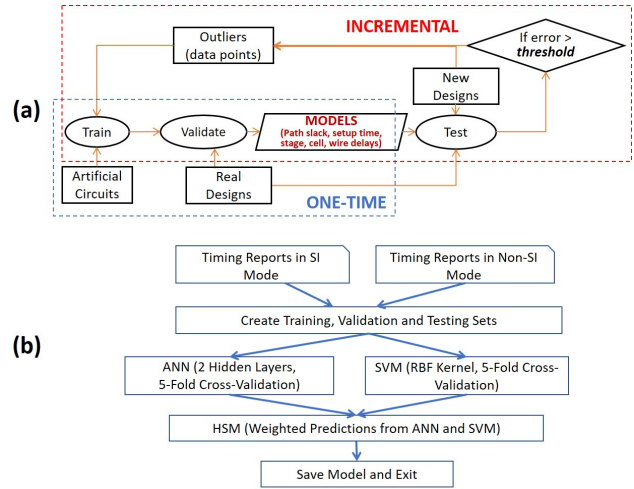 INCREMENTAL
Outliers
(data points)
If error >
threshold
New
Designs
(a)
Train
Validate
MODELS
(Path slack, setup time,
stage, cell, wire delays)
Test
Artificial
Circuits
Real
Designs
ONE-TIME
Timing Reports in SI
Mode
Timing Reports in Non-SI
Mode
Create Training, Validation and Testing Sets
(b)
ANN (2 Hidden Layers,
5-Fold Cross-Validation)
SVM (RBF Kernel, 5-Fold Cross-
Validation)
HSM (Weighted Predictions from ANN and SVM)
Save Model and Exit